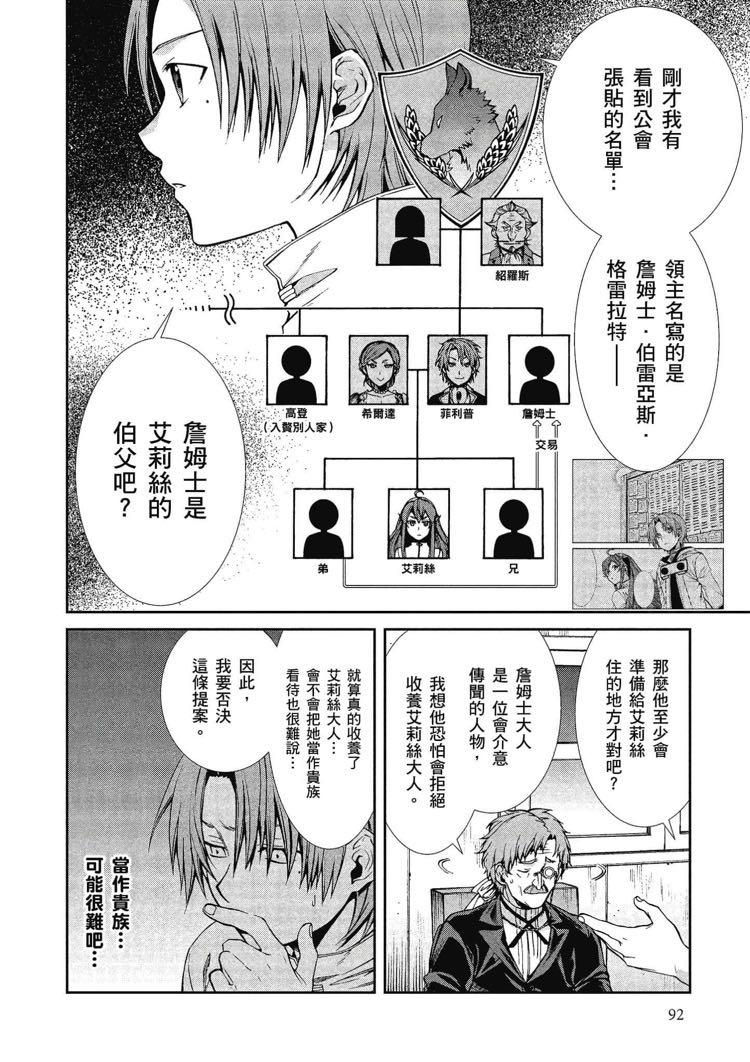 剛才我有
看到公會
張貼的名單…
領主名寫的是
詹姆士．伯雷亞斯．
格雷拉特——
紹羅斯
詹姆士
菲利普
希爾達
高登
（入贅別人家）
交易
兄
艾莉絲
弟
詹姆士是
艾莉絲的
伯父吧？
那麼他至少會
準備給艾莉絲
住的地方才對吧？
詹姆士大人
是一位會介意
傳聞的人物，
我想他恐怕會拒絕
收養艾莉絲大人。
就算真的收養了
艾莉絲大人…
會不會把她當作貴族
看待也很難說…
因此，
我要否決
這條提案。
當作貴族…
可能很難吧…
92